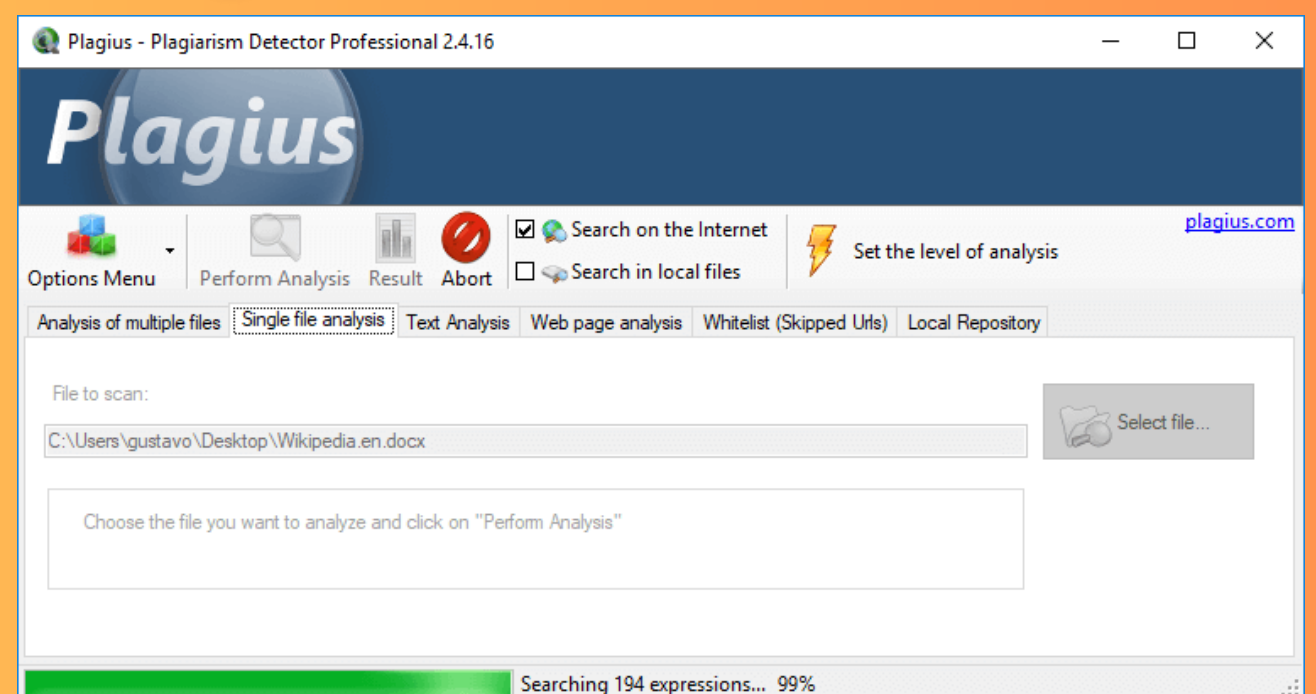 Plagius - Plagiarism Detector Professional 2.4.16
Plagius
plagius.com
Options Menu
Perform Analysis
Result
Abort
Search on the Internet
Search in local files
Set the level of analysis
Analysis of multiple files
Single file analysis
Text Analysis
Web page analysis
Whitelist (Skipped Urls)
Local Repository
File to scan:
C:\Users\gustavo\Desktop\Wikipedia.en.docx
Select file...
Choose the file you want to analyze and click on "Perform Analysis"
Searching 194 expressions... 99%